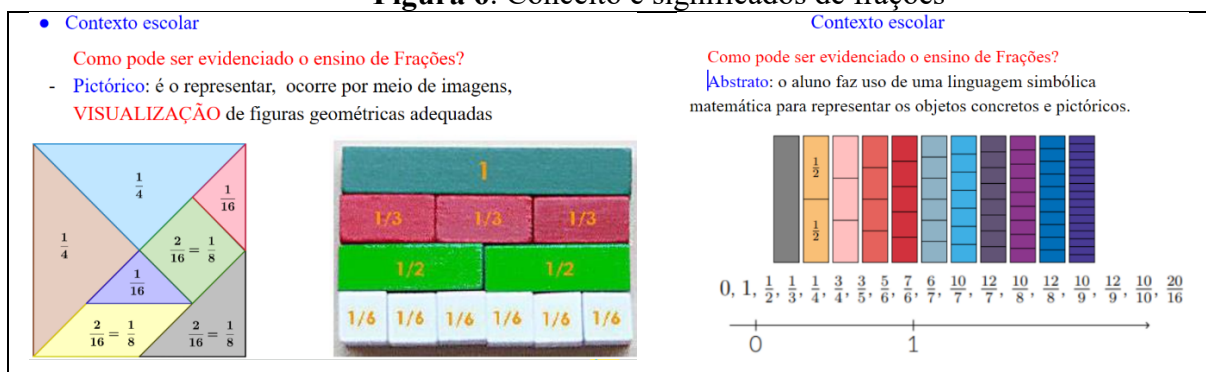 Figura 6: Conceito e significados de frações
● Contexto escolar
Como pode ser evidenciado o ensino de Frações?
- Pictórico: é o representar, ocorre por meio de imagens,
VISUALIZAÇÃO de figuras geométricas adequadas
1/4
1/16
1/4
2/16 = 1/8
1/16
2/16 = 1/8
2/16 = 1/8
1
1/3 1/3 1/3
1/2 1/2
1/6 1/6 1/6 1/6 1/6 1/6
Contexto escolar
Como pode ser evidenciado o ensino de Frações?
Abstrato: o aluno faz uso de uma linguagem simbólica
matemática para representar os objetos concretos e pictóricos.
1/2
1/2
0, 1, 1/2, 1/3, 1/4, 3/4, 3/5, 5/6, 7/6, 6/7, 10/7, 12/7, 10/8, 12/8, 10/9, 12/9, 10/10, 20/16
0 1